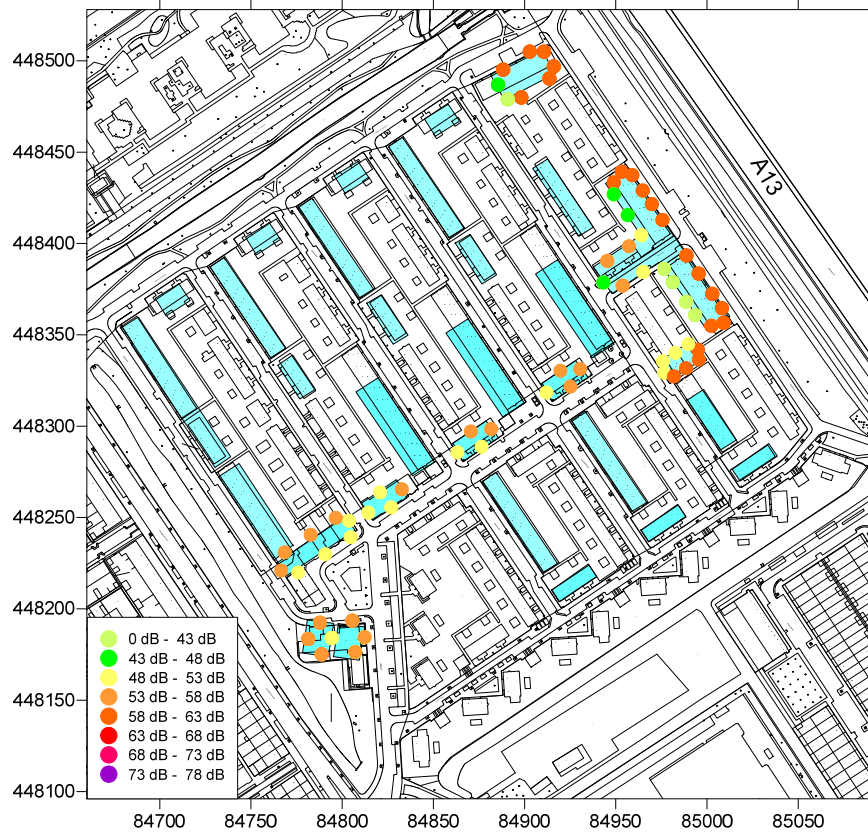 448500
448450
A13
448400
448350
448300
448250
448200
448150
448100
0 dB - 43 dB
43 dB - 48 dB
48 dB - 53 dB
53 dB - 58 dB
58 dB - 63 dB
63 dB - 68 dB
68 dB - 73 dB
73 dB - 78 dB
84700 84750 84800 84850 84900 84950 85000 85050